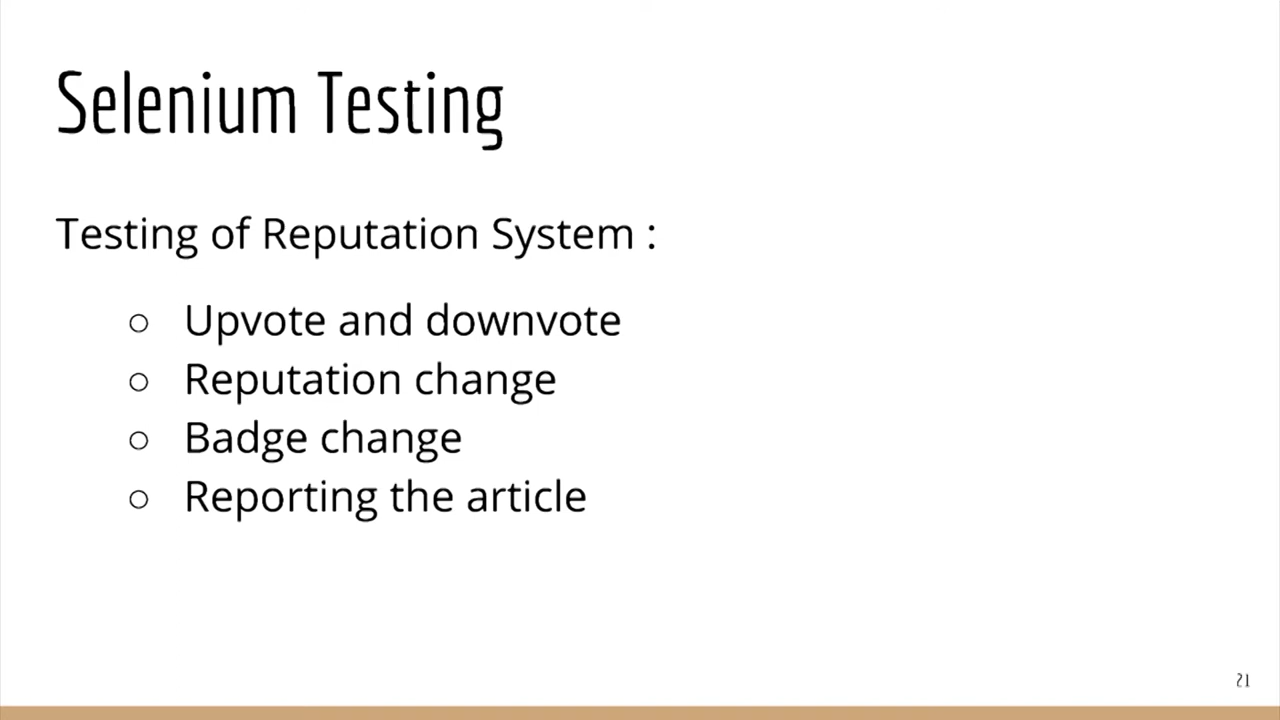 Selenium Testing
Testing of Reputation System :
○ Upvote and downvote
○ Reputation change
○ Badge change
○ Reporting the article
21